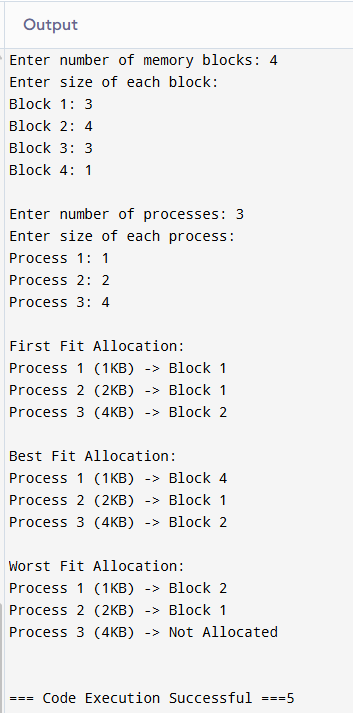 Output
Enter number of memory blocks: 4
Enter size of each block:
Block 1: 3
Block 2: 4
Block 3: 3
Block 4: 1
Enter number of processes: 3
Enter size of each process:
Process 1: 1
Process 2: 2
Process 3: 4
First Fit Allocation:
Process 1 (1KB) -> Block 1
Process 2 (2KB) -> Block 1
Process 3 (4KB) -> Block 2
Best Fit Allocation:
Process 1 (1KB) -> Block 4
Process 2 (2KB) -> Block 1
Process 3 (4KB) -> Block 2
Worst Fit Allocation:
Process 1 (1KB) -> Block 2
Process 2 (2KB) -> Block 1
Process 3 (4KB) -> Not Allocated
=== Code Execution Successful ===5